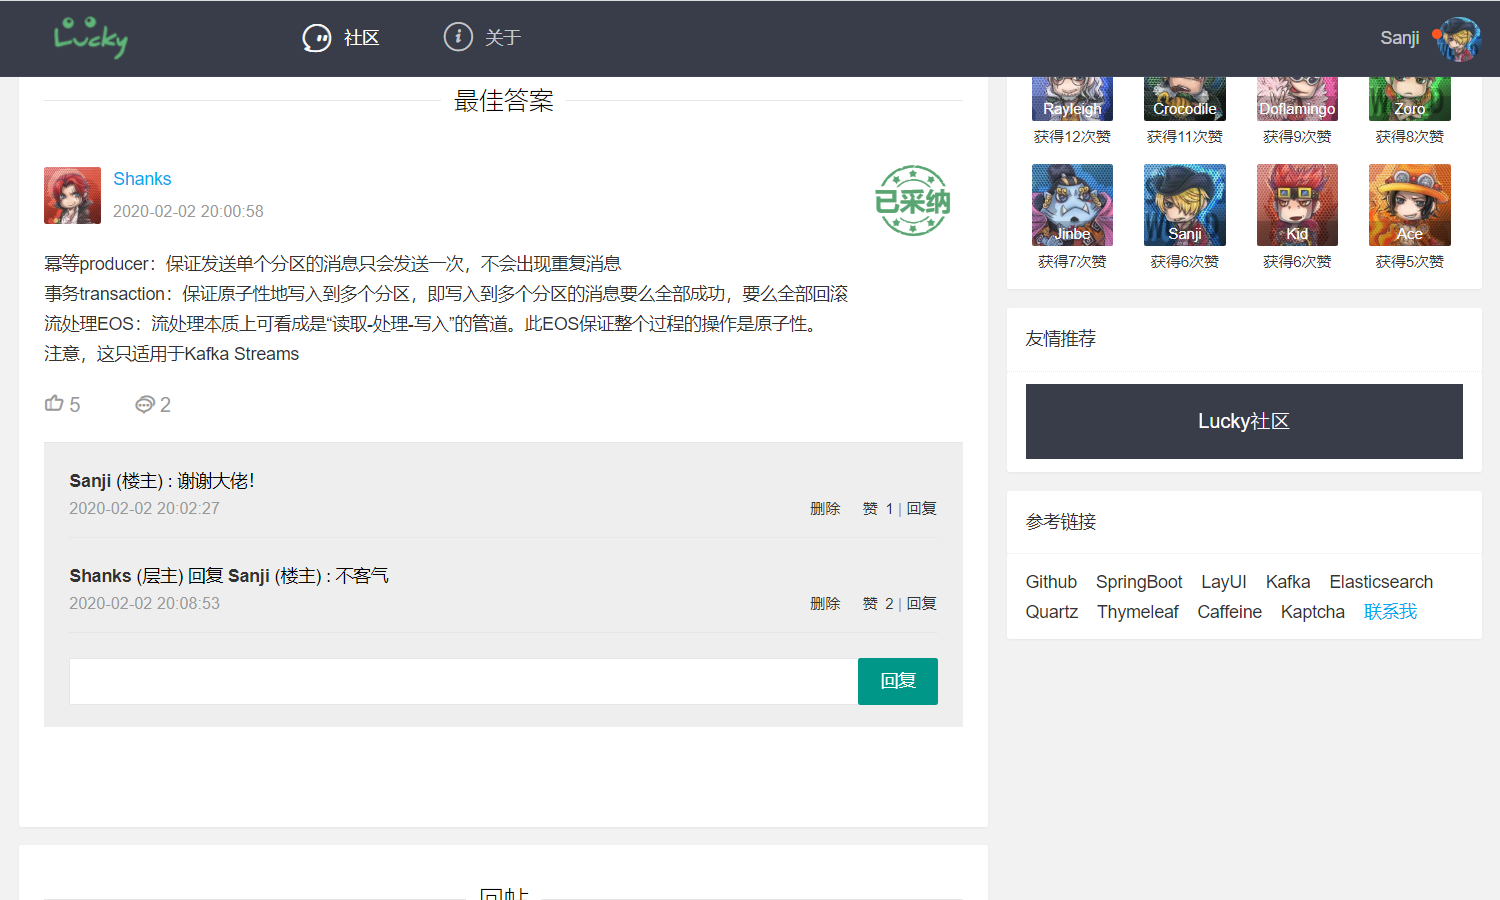 Lucky
社区
关于
Sanji
最佳答案
Shanks
2020-02-02 20:00:58
已采纳
幂等producer：保证发送单个分区的消息只会发送一次，不会出现重复消息
事务transaction：保证原子性地写入到多个分区，即写入到多个分区的消息要么全部成功，要么全部回滚
流处理EOS：流处理本质上可看成是“读取-处理-写入”的管道。此EOS保证整个过程的操作是原子性。
注意，这只适用于Kafka Streams
5
2
Sanji (楼主) : 谢谢大佬!
2020-02-02 20:02:27
删除 赞 1 | 回复
Shanks (层主) 回复 Sanji (楼主) : 不客气
2020-02-02 20:08:53
删除 赞 2 | 回复
回复
回帖
Rayleigh Crocodile Doflamingo Zoro
获得12次赞 获得11次赞 获得9次赞 获得8次赞
Jinbe Sanji Kid Ace
获得7次赞 获得6次赞 获得6次赞 获得5次赞
友情推荐
Lucky社区
参考链接
Github SpringBoot LayUI Kafka Elasticsearch
Quartz Thymeleaf Caffeine Kaptcha 联系我